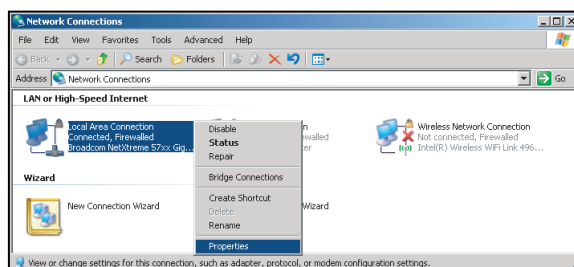 Network Connections
File Edit View Favorites Tools Advanced Help
Back Search Folders
Address Network Connections Go
LAN or High-Speed Internet
Local Area Connection
Connected, Firewalled
Broadcom NetXtreme 57xx Gig...
Disable
Status
Repair
Bridge Connections
Create Shortcut
Delete
Rename
Properties
Wireless Network Connection
Not connected, Firewalled
Intel(R) Wireless WiFi Link 496...
Wizard
New Connection Wizard
Wizard
View or change settings for this connection, such as adapter, protocol, or modem configuration settings.